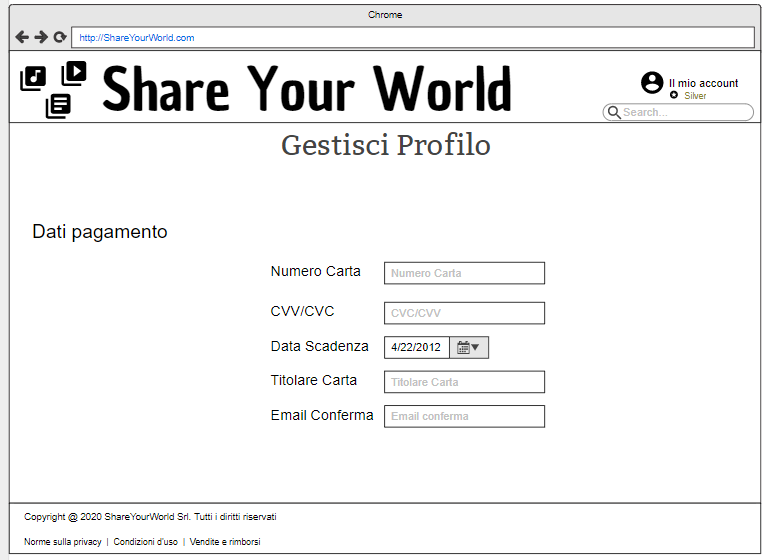 Chrome
http://ShareYourWorld.com
Share Your World
Il mio account
Silver
Search...
Gestisci Profilo
Dati pagamento
Numero Carta Numero Carta
CVV/CVC CVC/CVV
Data Scadenza 4/22/2012
Titolare Carta Titolare Carta
Email Conferma Email conferma
Copyright @ 2020 ShareYourWorld Srl. Tutti i diritti riservati
Norme sulla privacy | Condizioni d'uso | Vendite e rimborsi